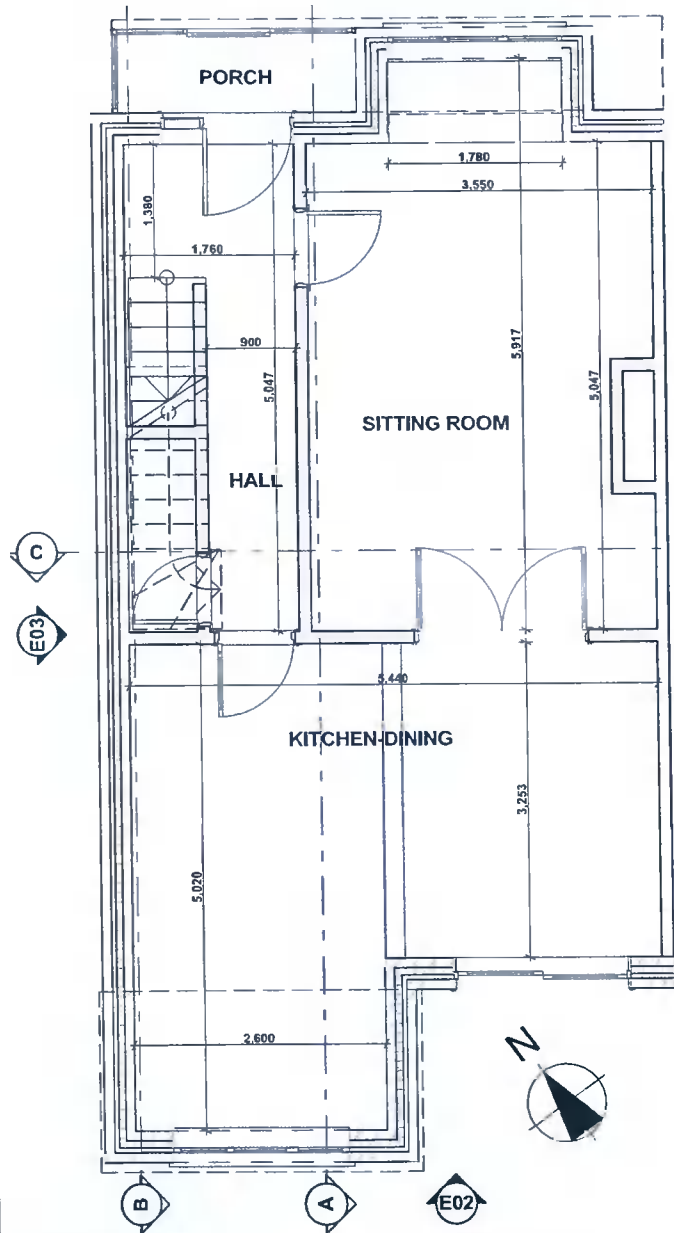 PORCH
1,780
3,550
1,380
1,760
900
5,047
5,917
5,047
SITTING ROOM
HALL
C
E03
5,440
KITCHEN-DINING
3,253
5,020
2,600
N
B
A
E02